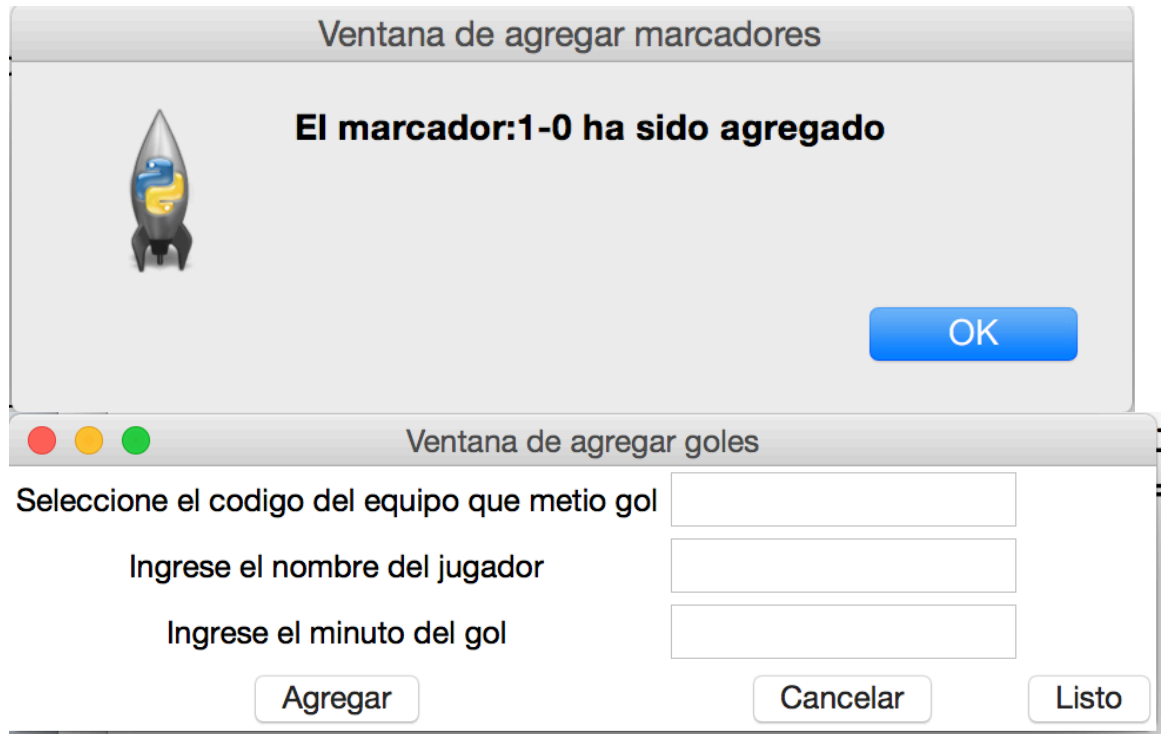 Ventana de agregar marcadores
El marcador:1-0 ha sido agregado
OK
Ventana de agregar goles
Seleccione el codigo del equipo que metio gol
Ingrese el nombre del jugador
Ingrese el minuto del gol
Agregar Cancelar Listo